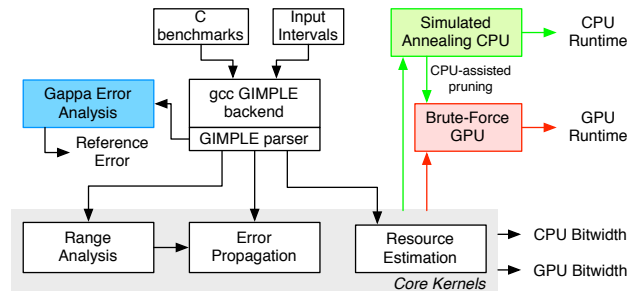 C
benchmarks
Input
Intervals
Simulated
Annealing CPU
CPU
Runtime
gcc GIMPLE
backend
GIMPLE parser
CPU-assisted
pruning
Gappa Error
Analysis
Reference
Error
Brute-Force
GPU
GPU
Runtime
Range
Analysis
Error
Propagation
Resource
Estimation
Core Kernels
CPU Bitwidth
GPU Bitwidth